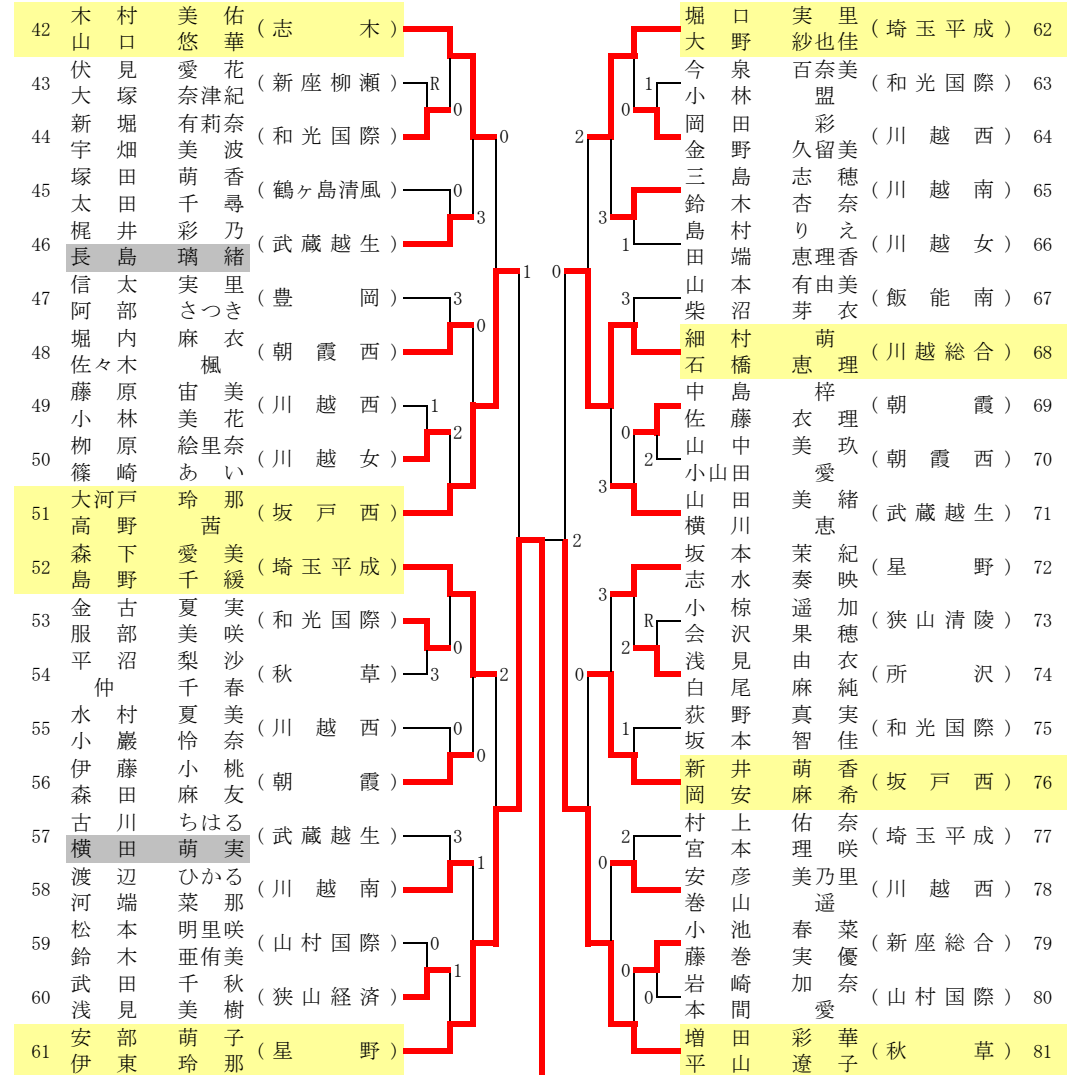 42 木村美佑 山口悠華 (志木)
43 伏見愛花 大塚奈津紀 (新座柳瀬) R
0
44 新堀有莉奈 宇畑美波 (和光国際)
0
45 塚田萌香 太田千尋 (鶴ヶ島清風) 0
3
46 梶井彩乃 長島璃緒 (武蔵越生)
1
47 信太実里 阿部さつき (豊岡) 3
0
48 堀内麻衣 佐々木楓 (朝霞西)
49 藤原宙美 小林美花 (川越西) 1
2
50 栁原絵里奈 篠崎あい (川越女)
51 大河戸玲那 高野茜 (坂戸西)
52 森下愛美 島野千緩 (埼玉平成)
53 金古夏実 服部美咲 (和光国際)
0
54 平沼梨沙 仲千春 (秋草) 3
2
55 水村夏美 小巖怜奈 (川越西) 0
0
56 伊藤小桃 森田麻友 (朝霞)
57 古川ちはる 横田萌実 (武蔵越生) 3
1
58 渡辺ひかる 河端菜那 (川越南)
59 松本明里咲 鈴木亜侑美 (山村国際) 0
1
60 武田千秋 浅見美樹 (狭山経済)
61 安部萌子 伊東玲那 (星野)
堀口実里 大野紗也佳 (埼玉平成) 62
1 今泉百奈美 小林盟 (和光国際) 63
0
岡田彩 金野久留美 (川越西) 64
2
三島志穂 鈴木杏奈 (川越南) 65
3
1 島村りえ 田端恵理香 (川越女) 66
0
3 山本有由美 柴沼芽衣 (飯能南) 67
細村萌 石橋恵理 (川越総合) 68
中島梓 佐藤衣理 (朝霞) 69
0
2 山中美玖 小山田愛 (朝霞西) 70
3
山田美緒 横川恵 (武蔵越生) 71
2
坂本茉紀 志水奏映 (星野) 72
3
R 小椋遥加 会沢果穂 (狭山清陵) 73
2
浅見由衣 白尾麻純 (所沢) 74
0
1 荻野真実 坂本智佳 (和光国際) 75
新井萌香 岡安麻希 (坂戸西) 76
2 村上佑奈 宮本理咲 (埼玉平成) 77
0
安彦美乃里 巻山遥 (川越西) 78
小池春菜 藤巻実優 (新座総合) 79
0
0 岩崎加奈 本間愛 (山村国際) 80
増田彩華 平山遼子 (秋草) 81